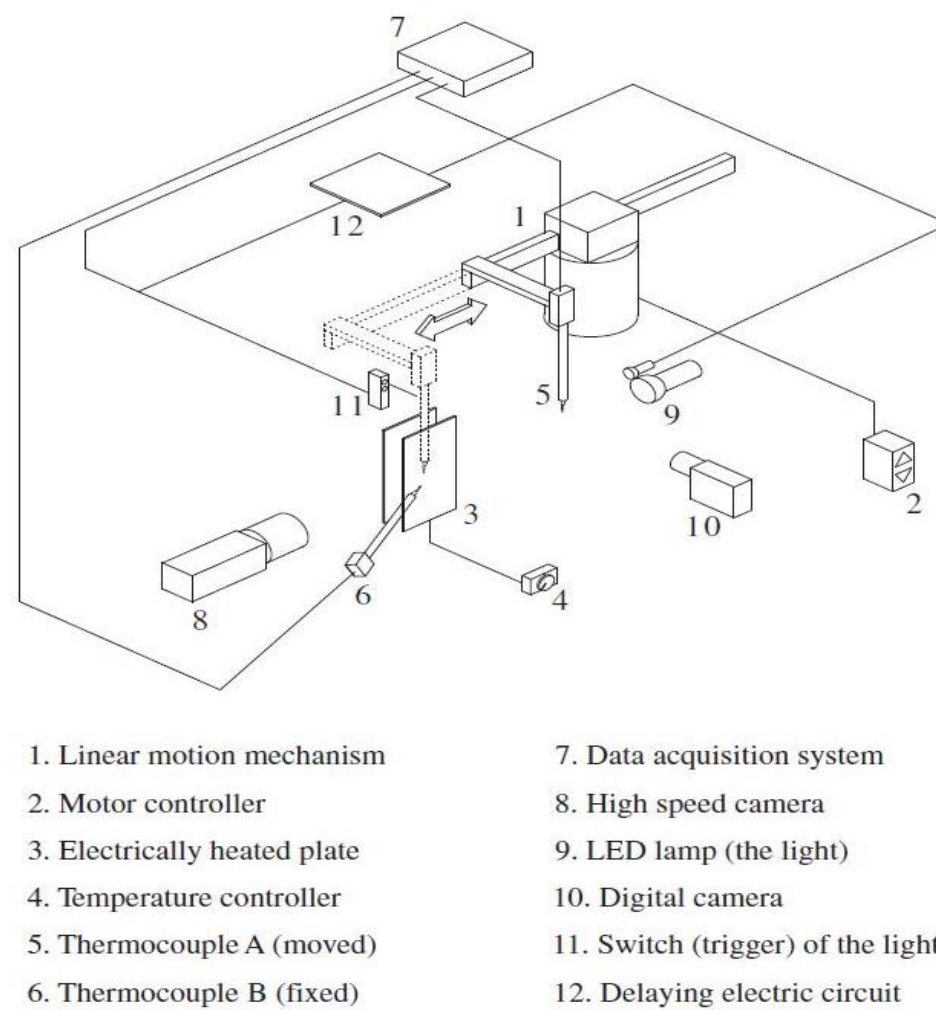 7
12
1
11
5
9
3
10
2
6
4
8
1. Linear motion mechanism
2. Motor controller
3. Electrically heated plate
4. Temperature controller
5. Thermocouple A (moved)
6. Thermocouple B (fixed)
7. Data acquisition system
8. High speed camera
9. LED lamp (the light)
10. Digital camera
11. Switch (trigger) of the light
12. Delaying electric circuit